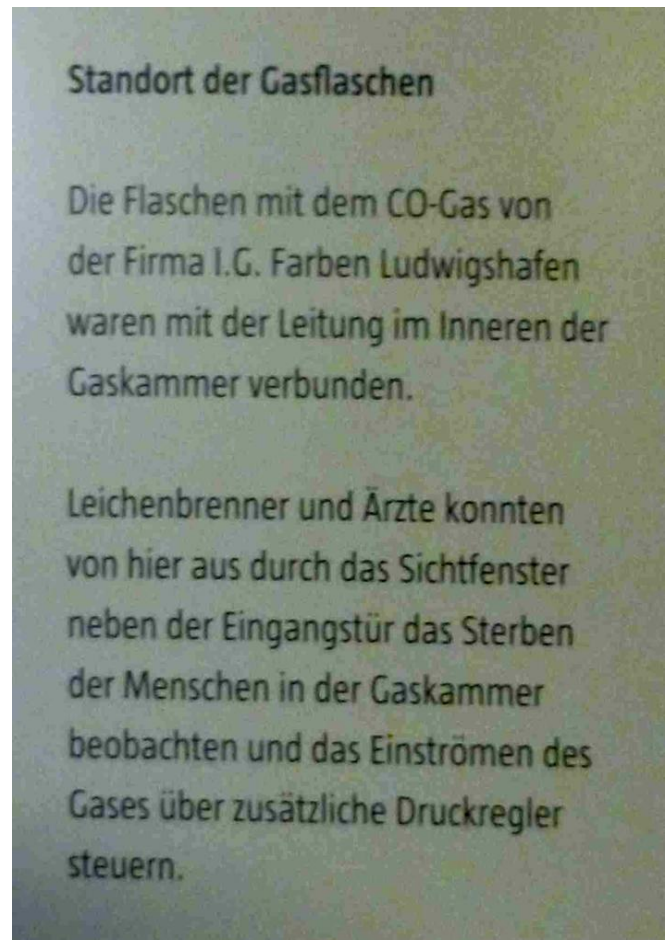 Standort der Gasflaschen
Die Flaschen mit dem CO-Gas von
der Firma I.G. Farben Ludwigshafen
waren mit der Leitung im Inneren der
Gaskammer verbunden.
Leichenbrenner und Ärzte konnten
von hier aus durch das Sichtfenster
neben der Eingangstür das Sterben
der Menschen in der Gaskammer
beobachten und das Einströmen des
Gases über zusätzliche Druckregler
steuern.